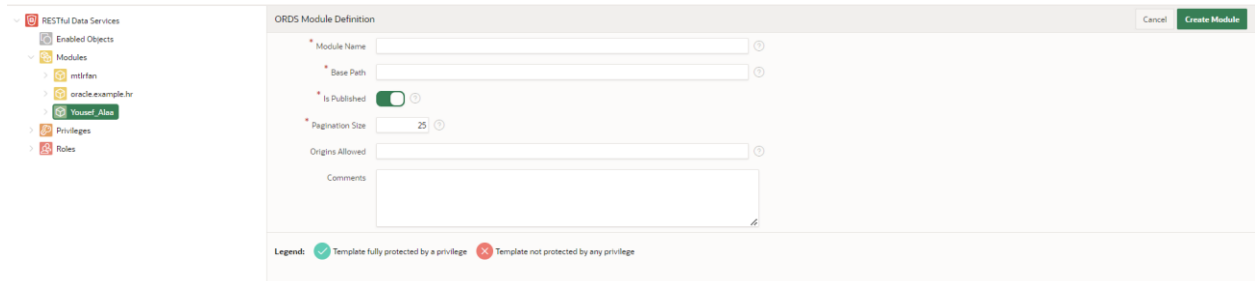 RESTful Data Services
Enabled Objects
Modules
mtlrfan
oracle.example.hr
Yousef_Alaa
Privileges
Roles
ORDS Module Definition
Cancel
Create Module
* Module Name
* Base Path
* Is Published
* Pagination Size 25
Origins Allowed
Comments
Legend: Template fully protected by a privilege Template not protected by any privilege